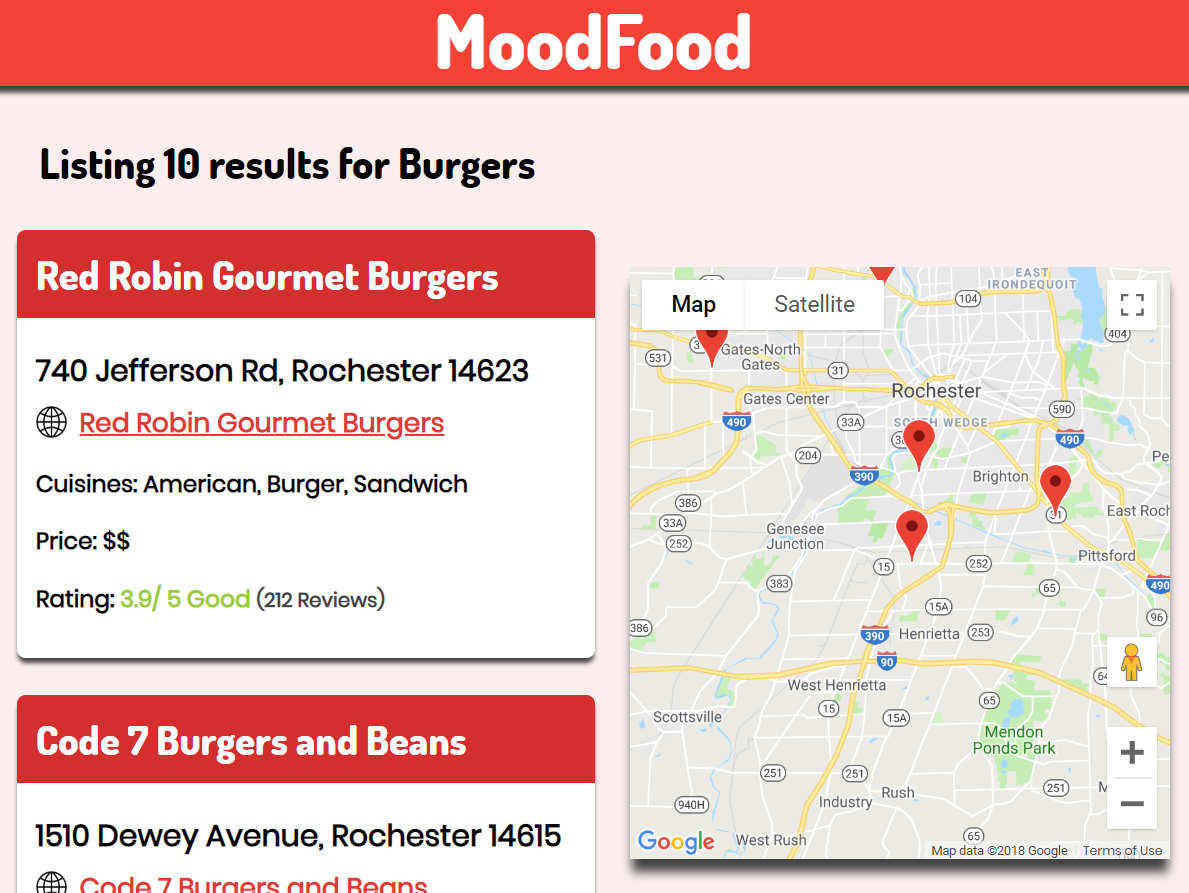 MoodFood
Listing 10 results for Burgers
Red Robin Gourmet Burgers
740 Jefferson Rd, Rochester 14623
Red Robin Gourmet Burgers
Cuisines: American, Burger, Sandwich
Price: $$
Rating: 3.9/ 5 Good (212 Reviews)
Code 7 Burgers and Beans
1510 Dewey Avenue, Rochester 14615
Code 7 Burgers and Beans
Map
Satellite
EAST
IRONDEQUOIT
104
404
531
Gates-North
Gates
31
Gates Center
Rochester
590
490
33A
SOUTH WEDGE
490
204
390
Brighton
31
East Roch
386
33A
252
Genesee
Junction
Pittsford
15
252
383
65
490
15A
96
386
390
Henrietta
253
90
West Henrietta
15
65
15A
Scottsville
Mendon
Ponds Park
251
251
251
Rush
940H
Industry
West Rush
65
Google
Map data ©2018 Google
Terms of Use